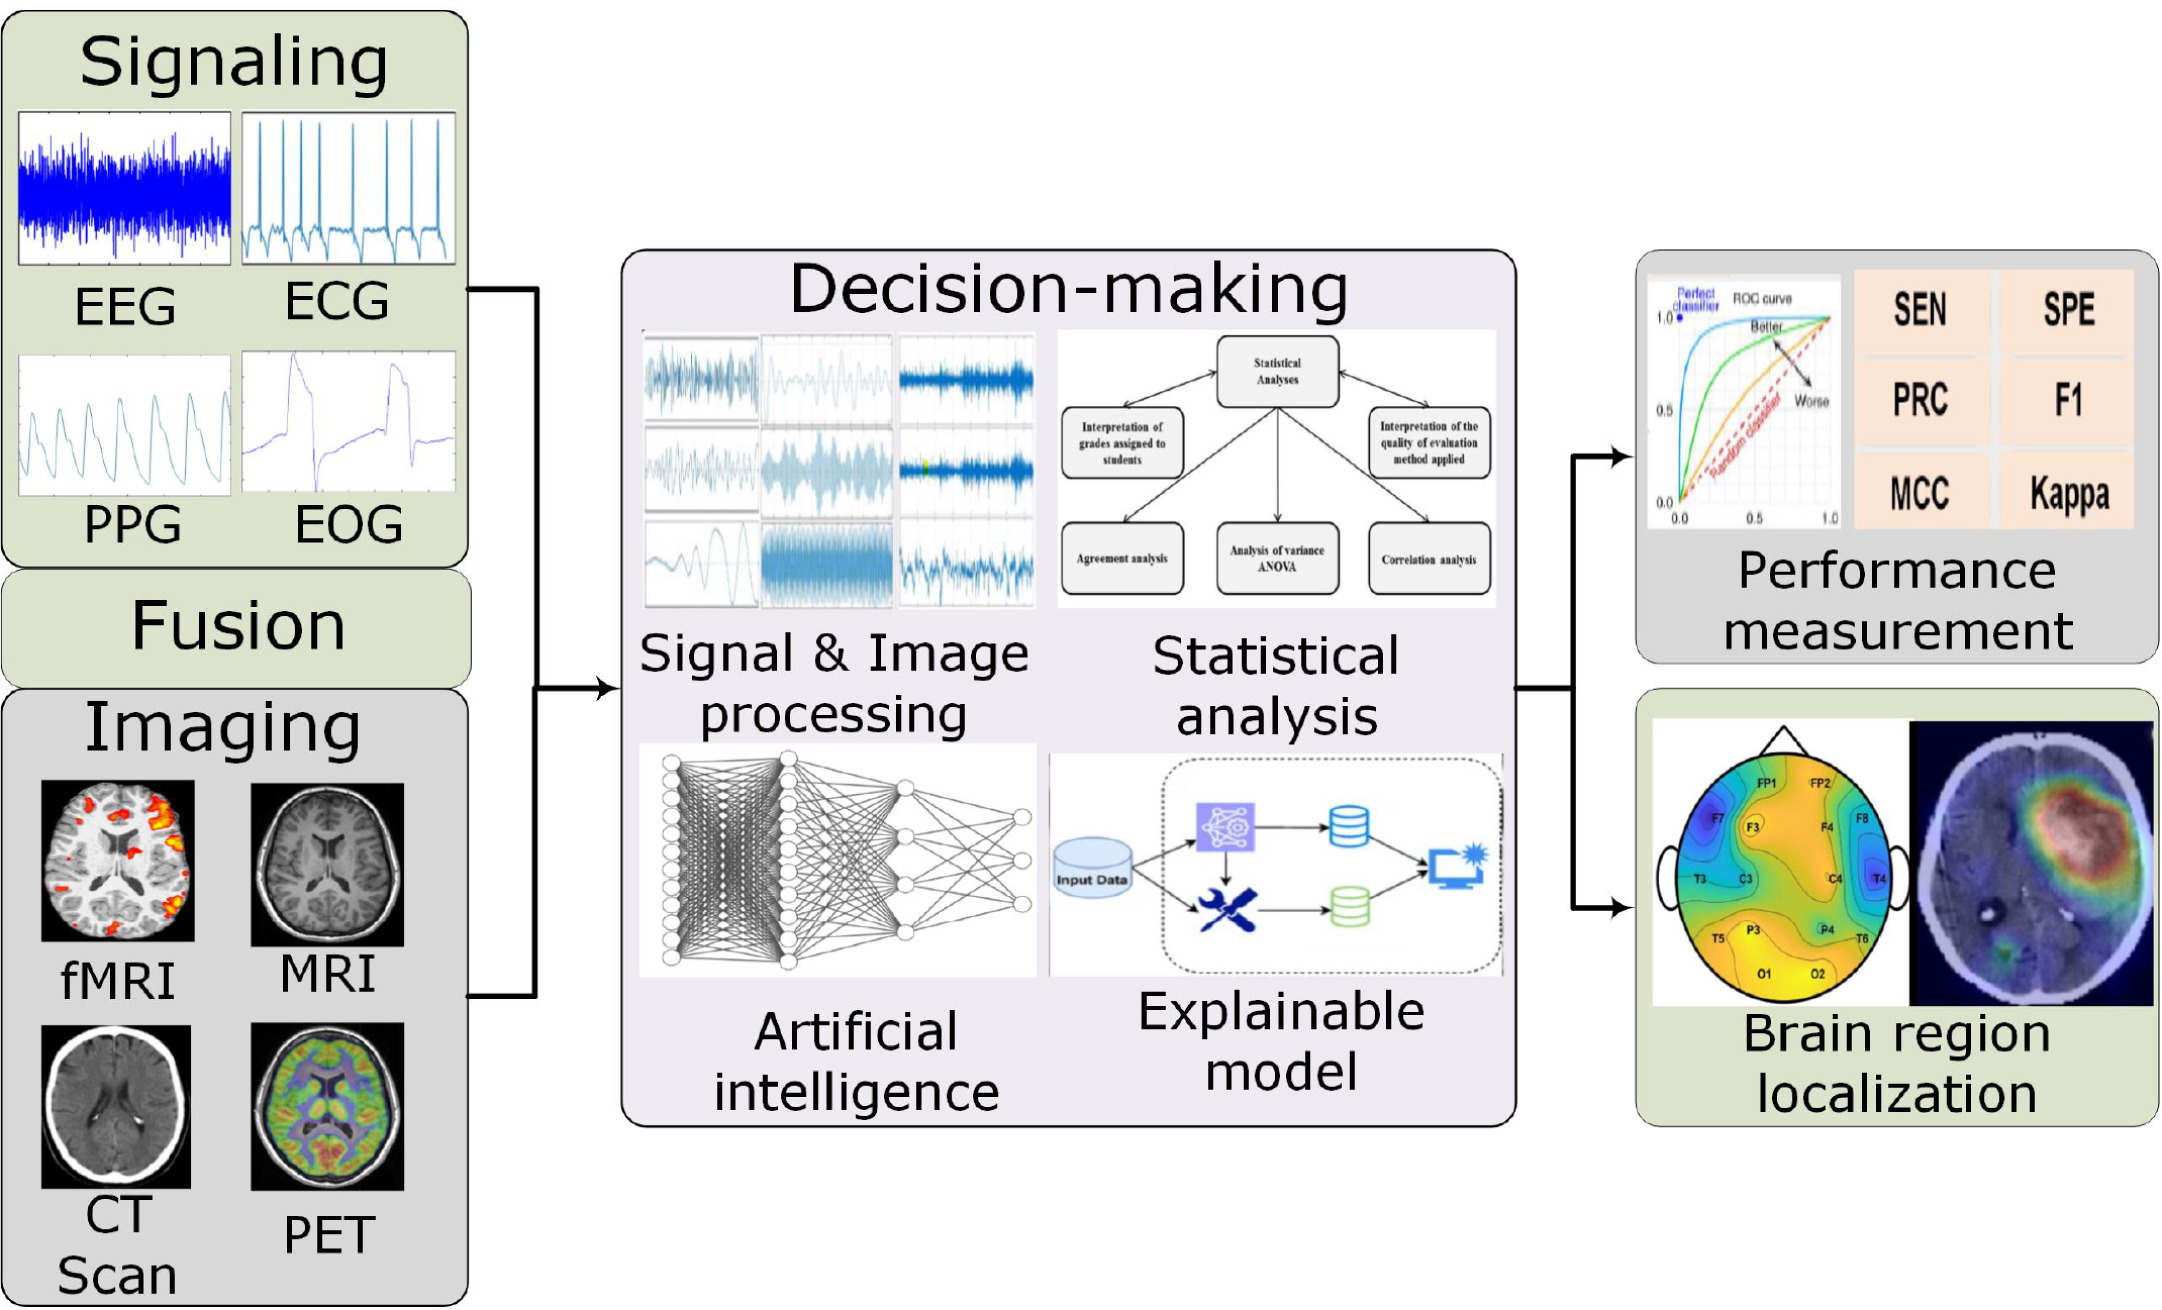 Signaling
EEG
ECG
PPG
EOG
Fusion
Imaging
fMRI
MRI
CT
Scan
PET
Decision-making
Signal & Image
processing
Statistical
Analyses
Interpretation of
grades assigned to
students
Interpretation of the
quality of evaluation
method applied
Agreement analysis
Analysis of variance
ANOVA
Correlation analysis
Statistical
analysis
Artificial
intelligence
Input Data
Explainable
model
Perfect
classifier
ROC curve
1.0
Better
Worse
0.5
Random classifier
0.0
0.0
0.5
1.0
SEN
SPE
PRC
F1
MCC
Kappa
Performance
measurement
FP1
FP2
F7
F3
F4
F8
T3
C3
C4
T4
T5
P3
P4
T6
O1
O2
Brain region
localization